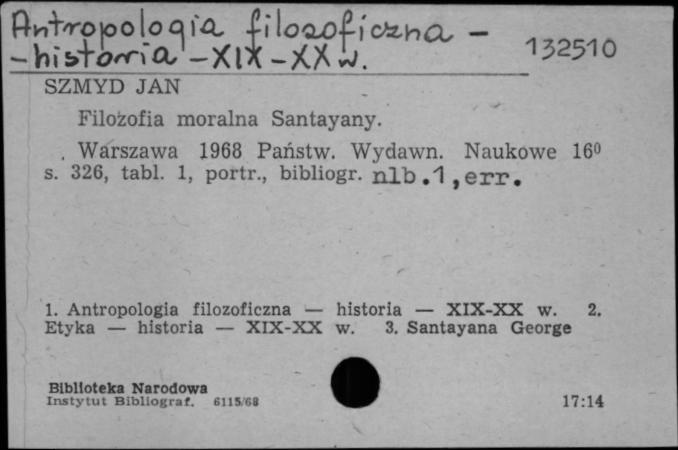 Antropologia filozoficzna -
- historia - XIX - XX w.
132510
SZMYD JAN
Filozofia moralna Santayany.
Warszawa 1968 Państw. Wydawn. Naukowe 16⁰
s. 326, tabl. 1, portr., bibliogr. nlb.1, err.
1. Antropologia filozoficzna — historia — XIX-XX w. 2.
Etyka — historia — XIX-XX w. 3. Santayana George
Biblioteka Narodowa
Instytut Bibliograf. 6115/68
17:14